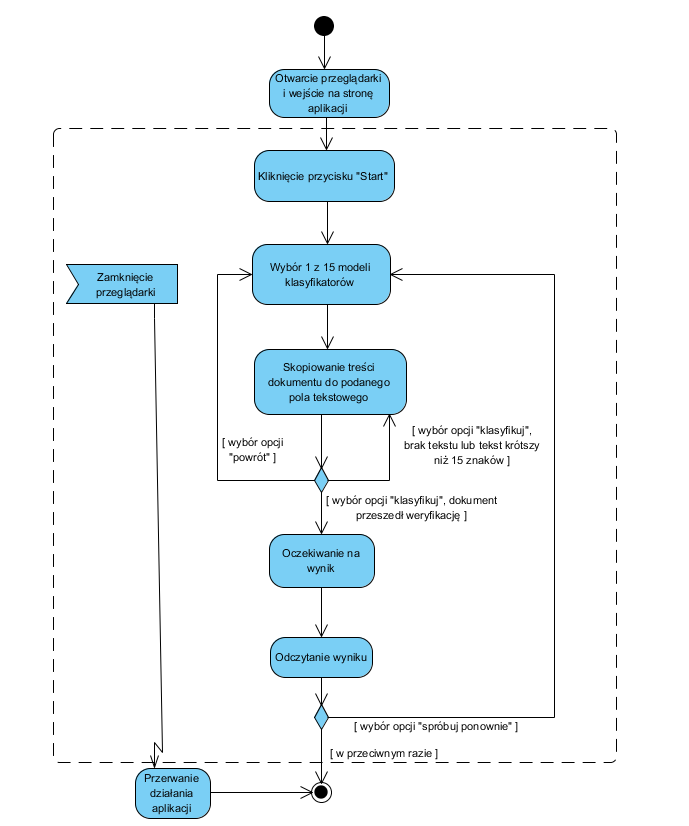 Otwarcie przeglądarki
i wejście na stronę
aplikacji
Kliknięcie przycisku "Start"
Zamknięcie
przeglądarki
Wybór 1 z 15 modeli
klasyfikatorów
Skopiowanie treści
dokumentu do podanego
pola tekstowego
[ wybór opcji
"powrót" ]
[ wybór opcji "klasyfikuj",
brak tekstu lub tekst krótszy
niż 15 znaków ]
[ wybór opcji "klasyfikuj", dokument
przeszedł weryfikację ]
Oczekiwanie na
wynik
Odczytanie wyniku
[ wybór opcji "spróbuj ponownie" ]
[ w przeciwnym razie ]
Przerwanie
działania
aplikacji